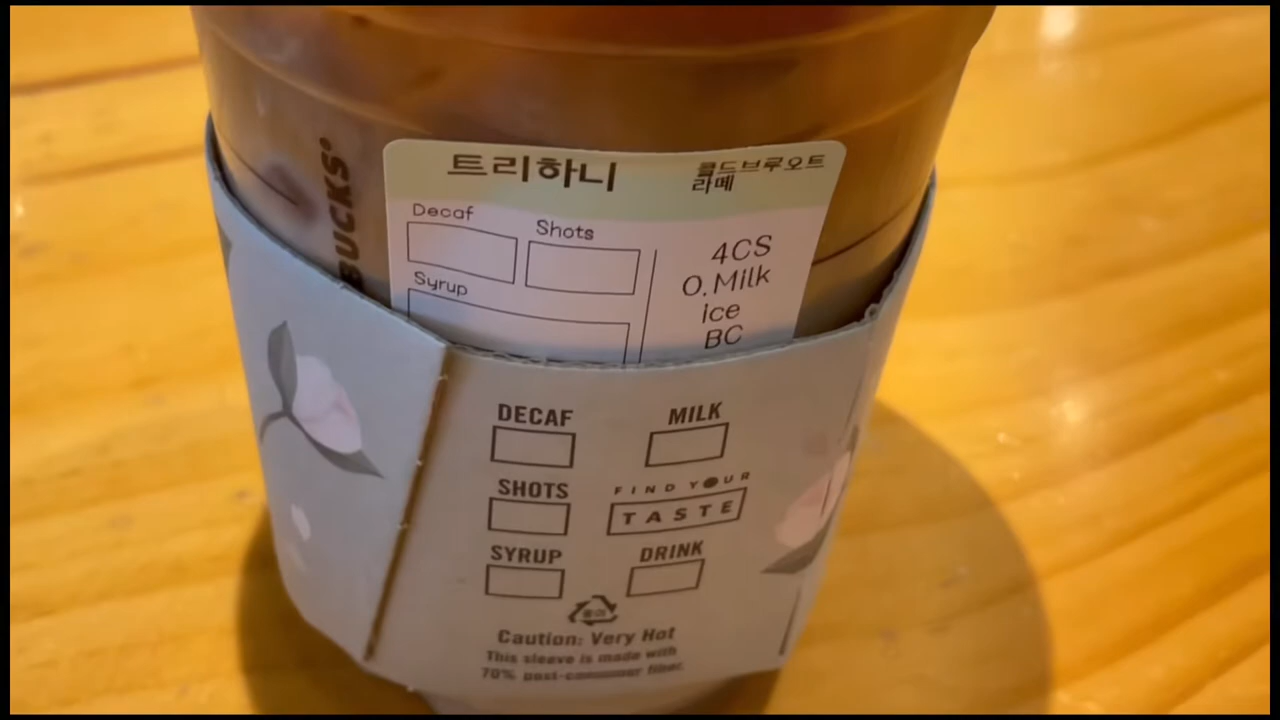 BUCKS
트리하니
콜드브루오트
라떼
Decaf
Shots
Syrup
4CS
O.Milk
ice
BC
DECAF
MILK
SHOTS
FIND YOUR
TASTE
SYRUP
DRINK
Caution: Very Hot
This sleeve is made with
70% post-consumer fiber.